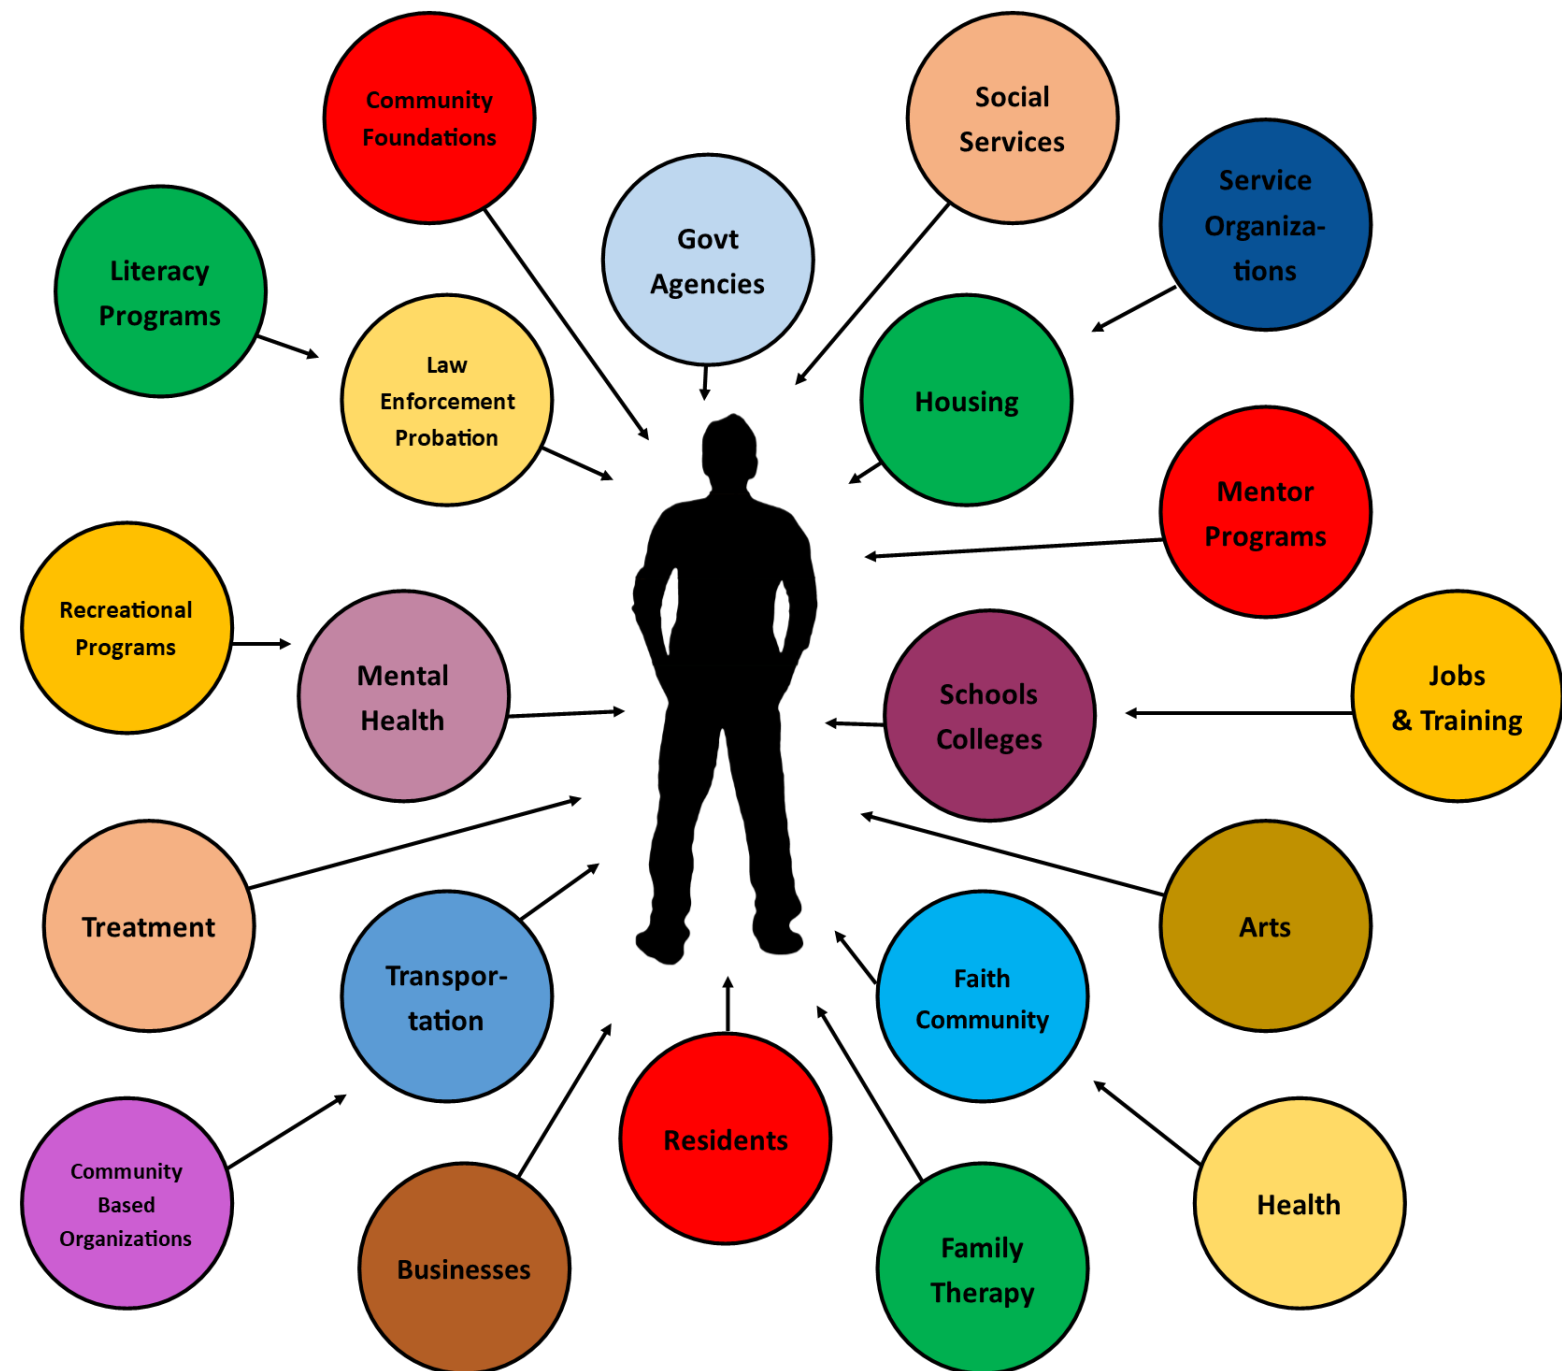 Community
Foundations
Social
Services
Service
Organiza-
tions
Govt
Agencies
Literacy
Programs
Law
Enforcement
Probation
Housing
Mentor
Programs
Recreational
Programs
Mental
Health
Schools
Colleges
Jobs
& Training
Treatment
Transpor-
tation
Faith
Community
Arts
Community
Based
Organizations
Businesses
Residents
Family
Therapy
Health